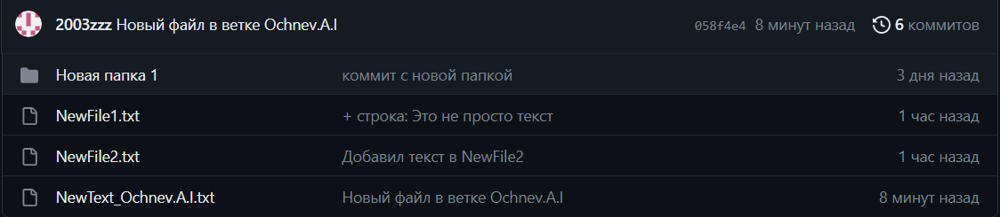 2003zzz Новый файл в ветке Ochnev.A.I 058f4e4 8 минут назад 6 коммитов
Новая папка 1 коммит с новой папкой 3 дня назад
NewFile1.txt + строка: Это не просто текст 1 час назад
NewFile2.txt Добавил текст в NewFile2 1 час назад
NewText_Ochnev.A.I.txt Новый файл в ветке Ochnev.A.I 8 минут назад